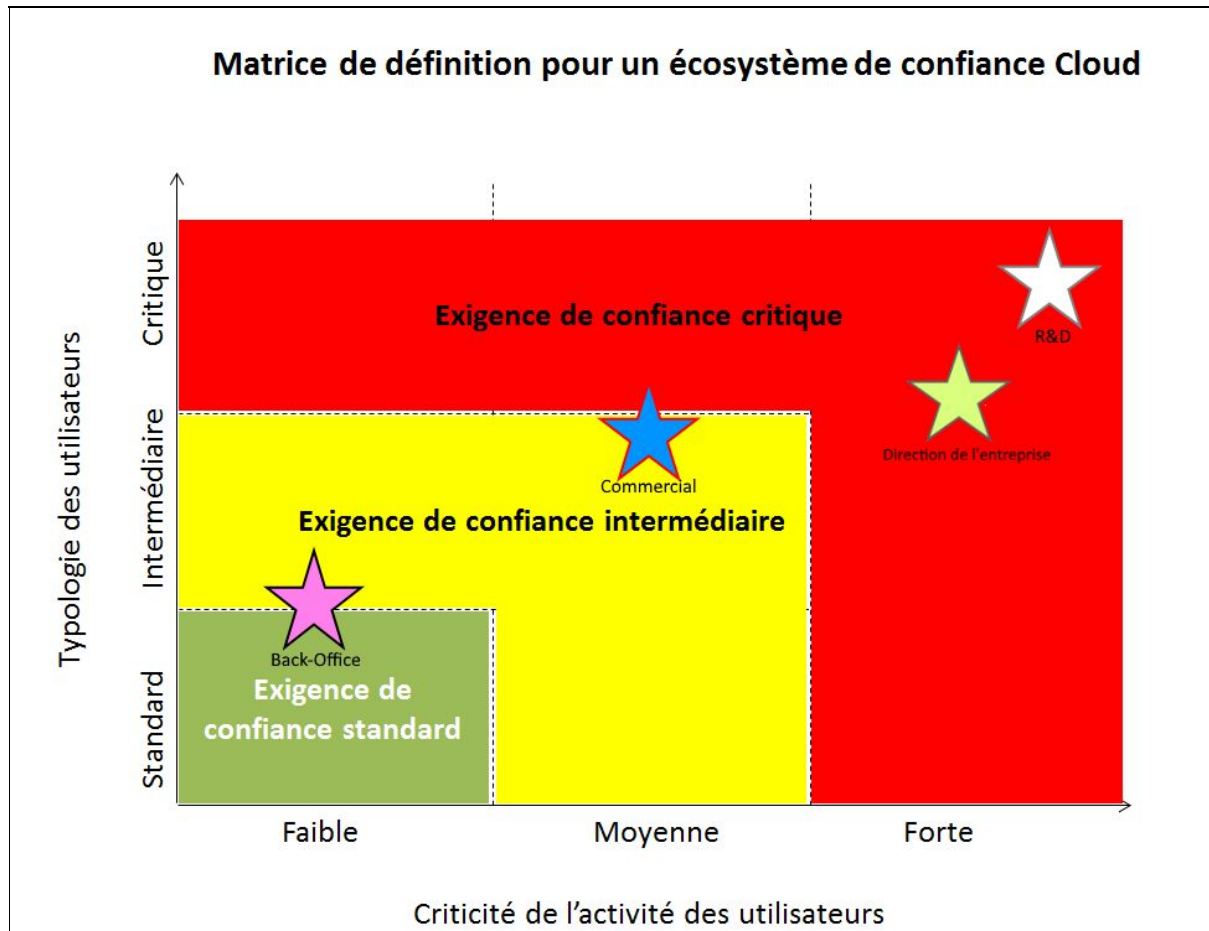 Matrice de définition pour un écosystème de confiance Cloud
Typologie des utilisateurs
Critique
Intermédiaire
Standard
Exigence de confiance critique
R&D
Direction de l'entreprise
Commercial
Exigence de confiance intermédiaire
Back-Office
Exigence de
confiance standard
Faible
Moyenne
Forte
Criticité de l’activité des utilisateurs